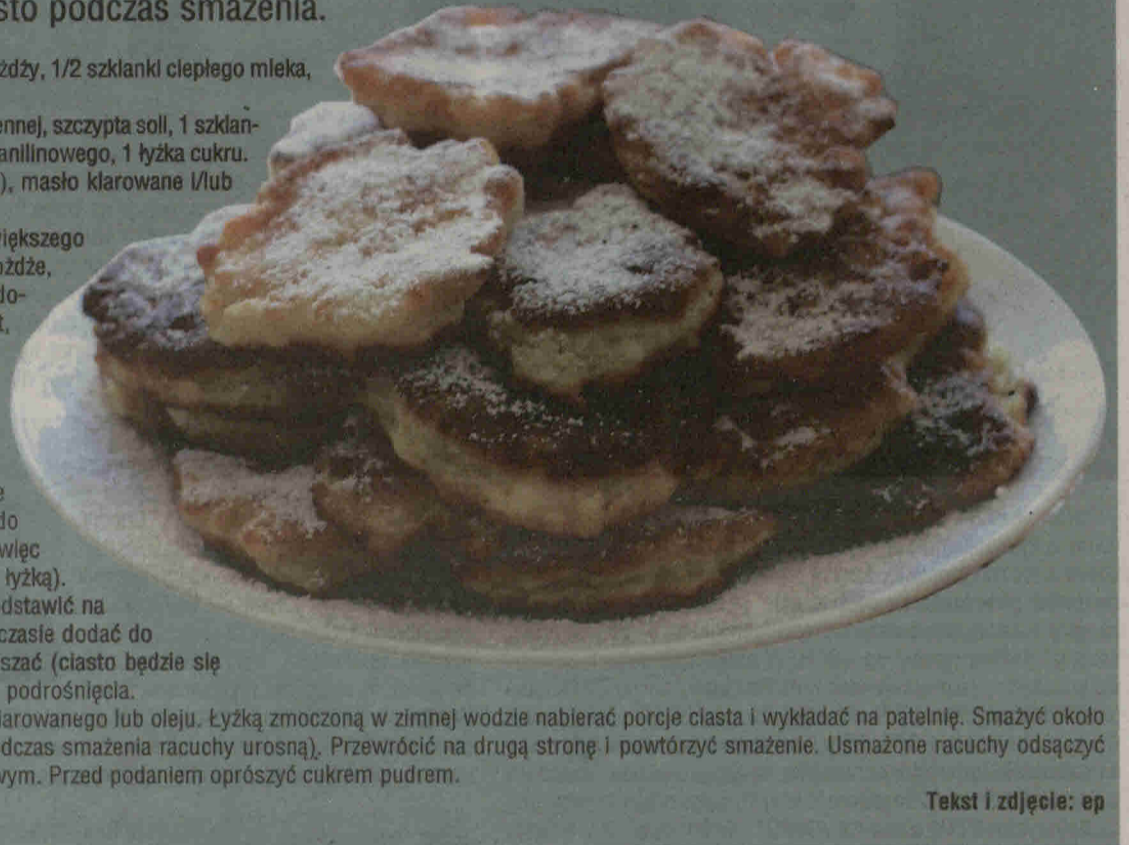 sto podczas smażenia.
żdży, 1/2 szklanki ciepłego mleka,
ennej, szczypta soli, 1 szklan-
anilinowego, 1 łyżka cukru.
), masło klarowane i/lub
iększego
ożdże,
do-
t,
e
do
więc
łyżką).
dstawić na
czasie dodać do
szać (ciasto będzie się
podrośnięcia.
larowanego lub oleju. Łyżką zmoczoną w zimnej wodzie nabierać porcje ciasta i wykładać na patelnię. Smażyć około
dczas smażenia racuchy urosną). Przewrócić na drugą stronę i powtórzyć smażenie. Usmażone racuchy odsączyć
wym. Przed podaniem oprószyć cukrem pudrem.
Tekst i zdjęcie: ep